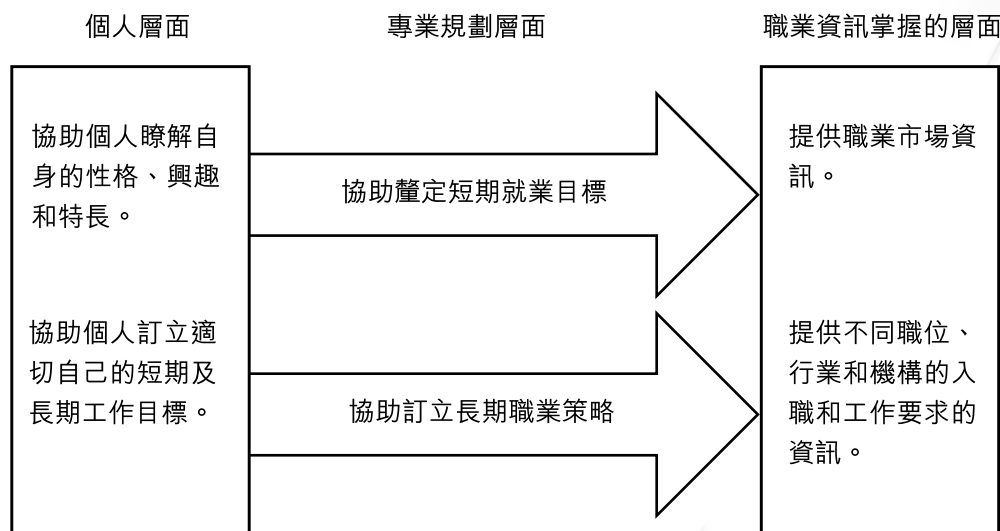 個人層面
專業規劃層面
職業資訊掌握的層面
協助個人瞭解自
身的性格、興趣
和特長。
協助個人訂立適
切自己的短期及
長期工作目標。
協助釐定短期就業目標
協助訂立長期職業策略
提供職業市場資
訊。
提供不同職位、
行業和機構的入
職和工作要求的
資訊。